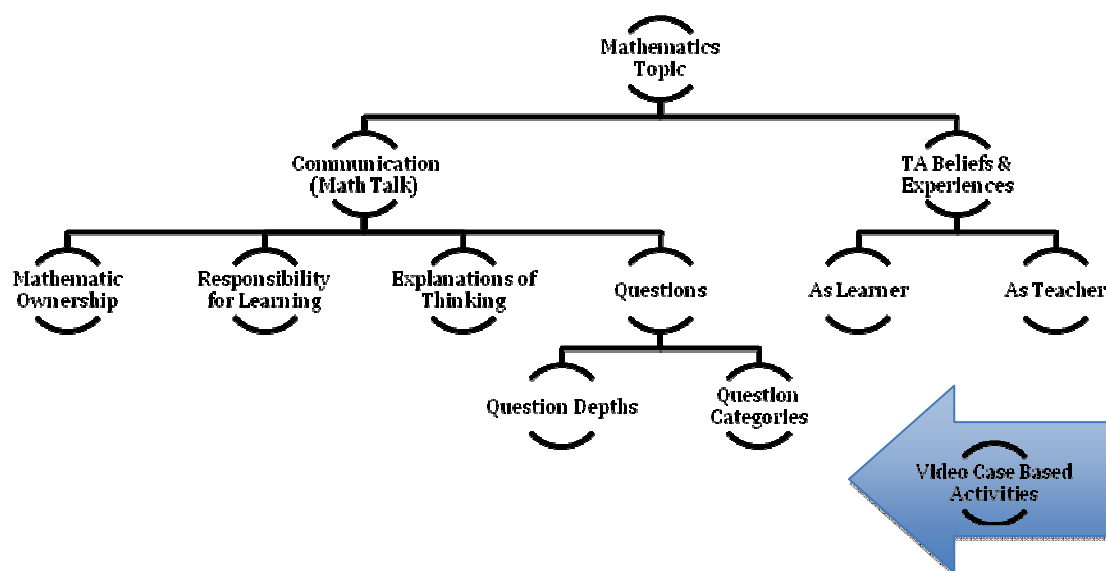 Mathematics
Topic
Communication
(Math Talk)
TA Beliefs &
Experiences
Mathematic
Ownership
Responsibility
for Learning
Explanations of
Thinking
Questions
As Learner
As Teacher
Question Depths
Question
Categories
Video Case Based
Activities